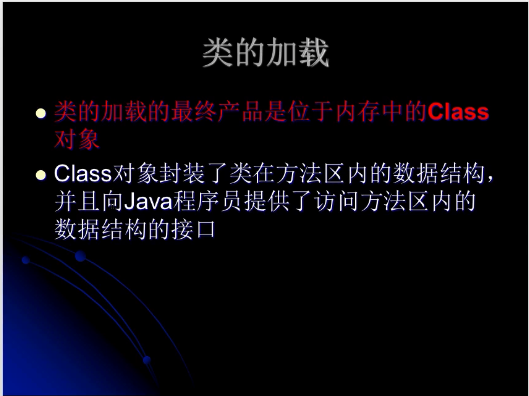 类的加载
类的加载的最终产品是位于内存中的Class
对象
Class对象封装了类在方法区内的数据结构，
并且向Java程序员提供了访问方法区内的
数据结构的接口